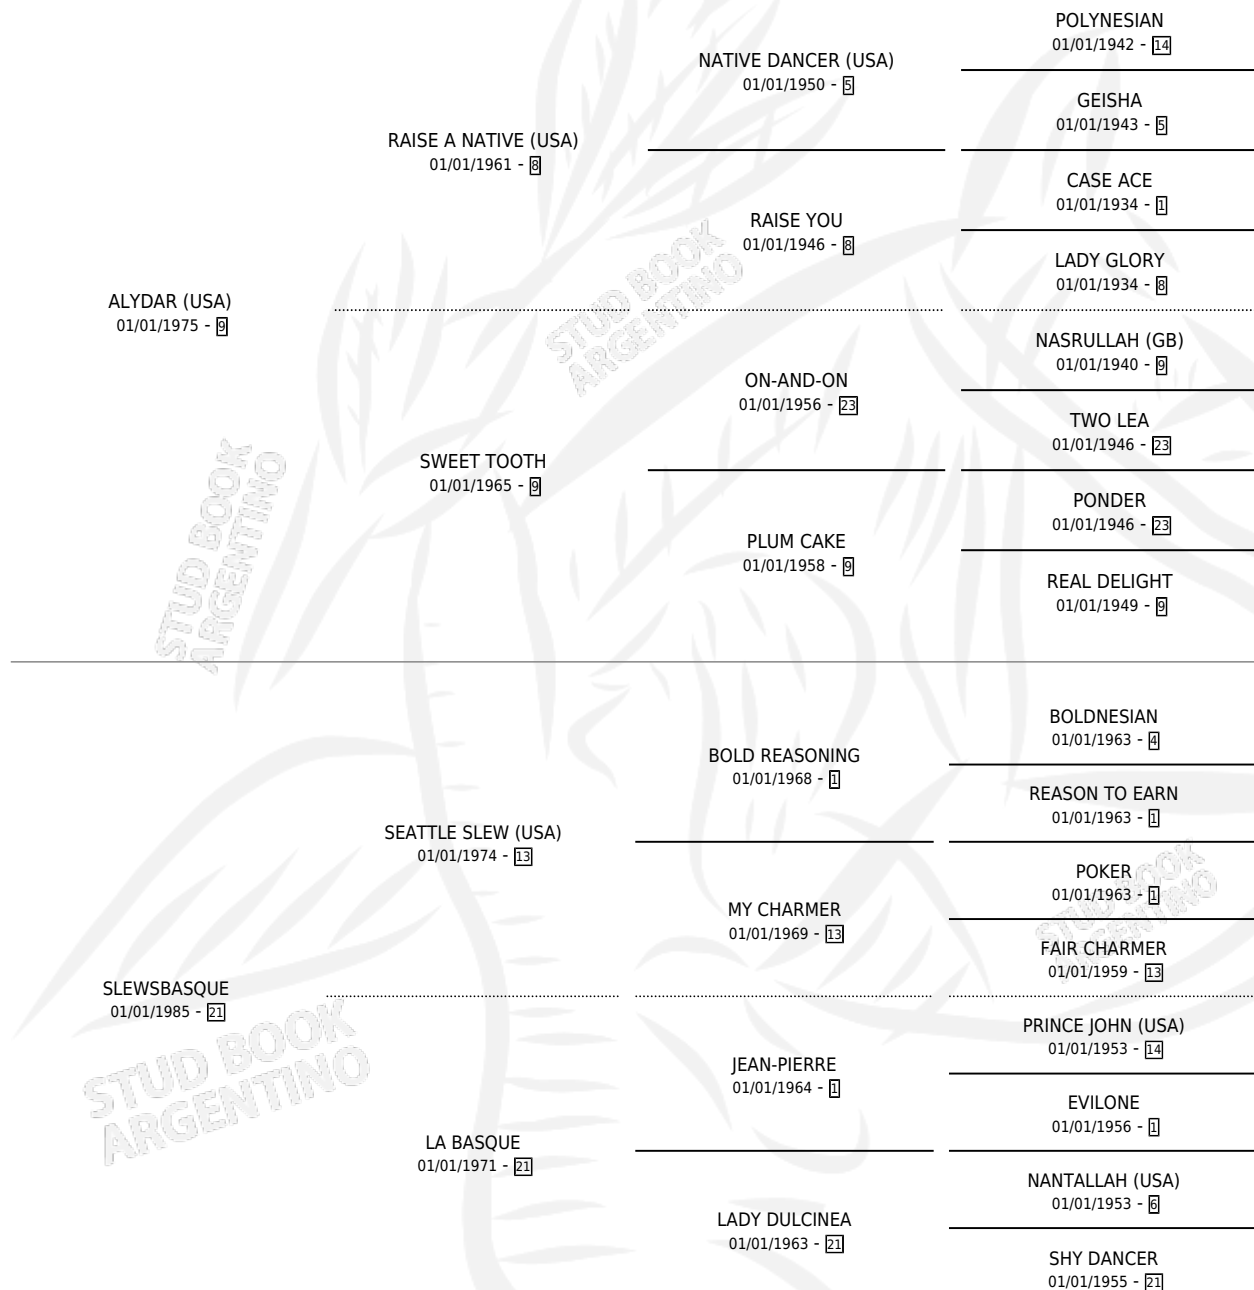 POLYNESIAN
01/01/1942 - 14
NATIVE DANCER (USA)
01/01/1950 - 5
GEISHA
01/01/1943 - 5
RAISE A NATIVE (USA)
01/01/1961 - 8
CASE ACE
01/01/1934 - 1
RAISE YOU
01/01/1946 - 8
LADY GLORY
01/01/1934 - 8
ALYDAR (USA)
01/01/1975 - 9
NASRULLAH (GB)
01/01/1940 - 9
ON-AND-ON
01/01/1956 - 23
TWO LEA
01/01/1946 - 23
SWEET TOOTH
01/01/1965 - 9
PONDER
01/01/1946 - 23
PLUM CAKE
01/01/1958 - 9
REAL DELIGHT
01/01/1949 - 9
BOLDNESIAN
01/01/1963 - 4
BOLD REASONING
01/01/1968 - 1
REASON TO EARN
01/01/1963 - 1
SEATTLE SLEW (USA)
01/01/1974 - 13
POKER
01/01/1963 - 1
MY CHARMER
01/01/1969 - 13
FAIR CHARMER
01/01/1959 - 13
SLEWSBASQUE
01/01/1985 - 21
PRINCE JOHN (USA)
01/01/1953 - 14
JEAN-PIERRE
01/01/1964 - 1
EVILONE
01/01/1956 - 1
LA BASQUE
01/01/1971 - 21
NANTALLAH (USA)
01/01/1953 - 6
LADY DULCINEA
01/01/1963 - 21
SHY DANCER
01/01/1955 - 21
STUD BOOK
ARGENTINO
STUD BOOK
ARGENTINO
STUD BOOK
ARGENTINO
STUD BOOK
ARGENTINO